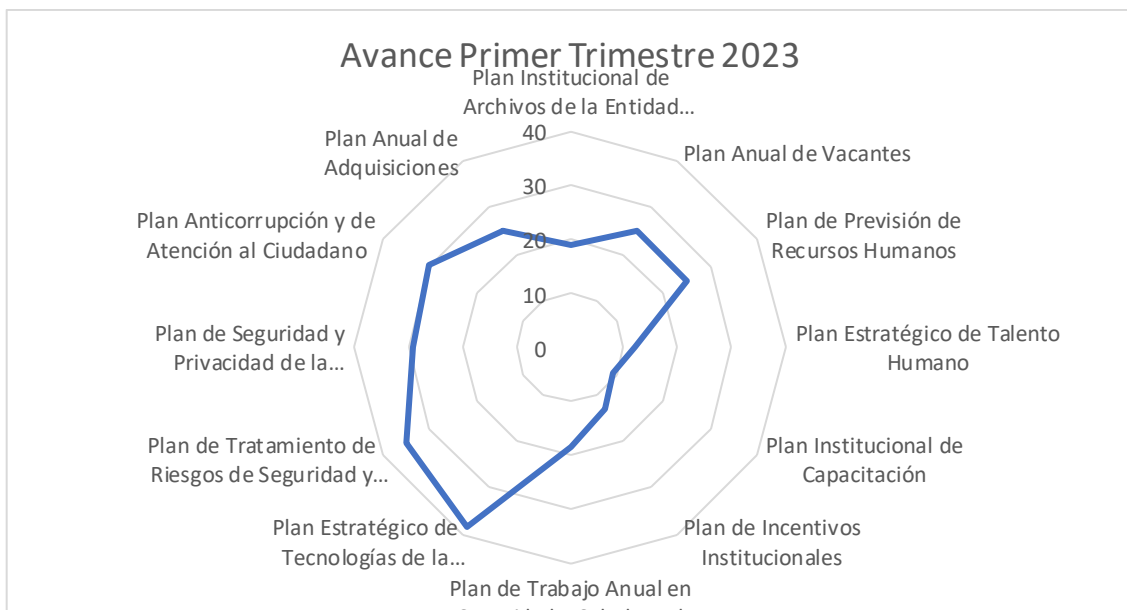 Avance Primer Trimestre 2023
Plan Institucional de
Archivos de la Entidad...
Plan Anual de Vacantes
Plan de Previsión de
Recursos Humanos
Plan Estratégico de Talento
Humano
Plan Institucional de
Capacitación
Plan de Incentivos
Institucionales
Plan de Trabajo Anual en
Plan Estratégico de
Tecnologías de la...
Plan de Tratamiento de
Riesgos de Seguridad y...
Plan de Seguridad y
Privacidad de la...
Plan Anticorrupción y de
Atención al Ciudadano
Plan Anual de
Adquisiciones
40
30
20
10
0